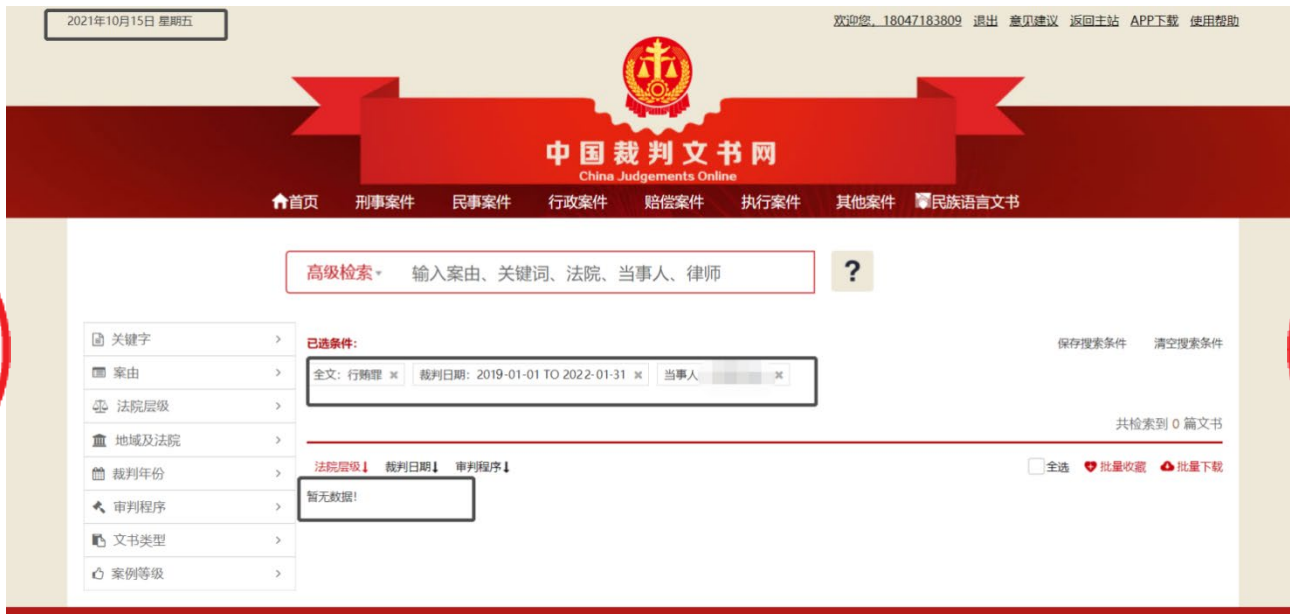 2021年10月15日 星期五
欢迎您，18047183809 退出 意见建议 返回主站 APP下载 使用帮助
中国裁判文书网
China Judgements Online
首页 刑事案件 民事案件 行政案件 赔偿案件 执行案件 其他案件 民族语言文书
高级检索 输入案由、关键词、法院、当事人、律师 ?
关键字
案由
法院层级
地域及法院
裁判年份
审判程序
文书类型
案例等级
已选条件： 保存搜索条件 清空搜索条件
全文：行贿罪 × 裁判日期：2019-01-01 TO 2022-01-31 × 当事人 ×
共检索到 0 篇文书
法院层级↓ 裁判日期↓ 审判程序↓ 全选 批量收藏 批量下载
暂无数据!